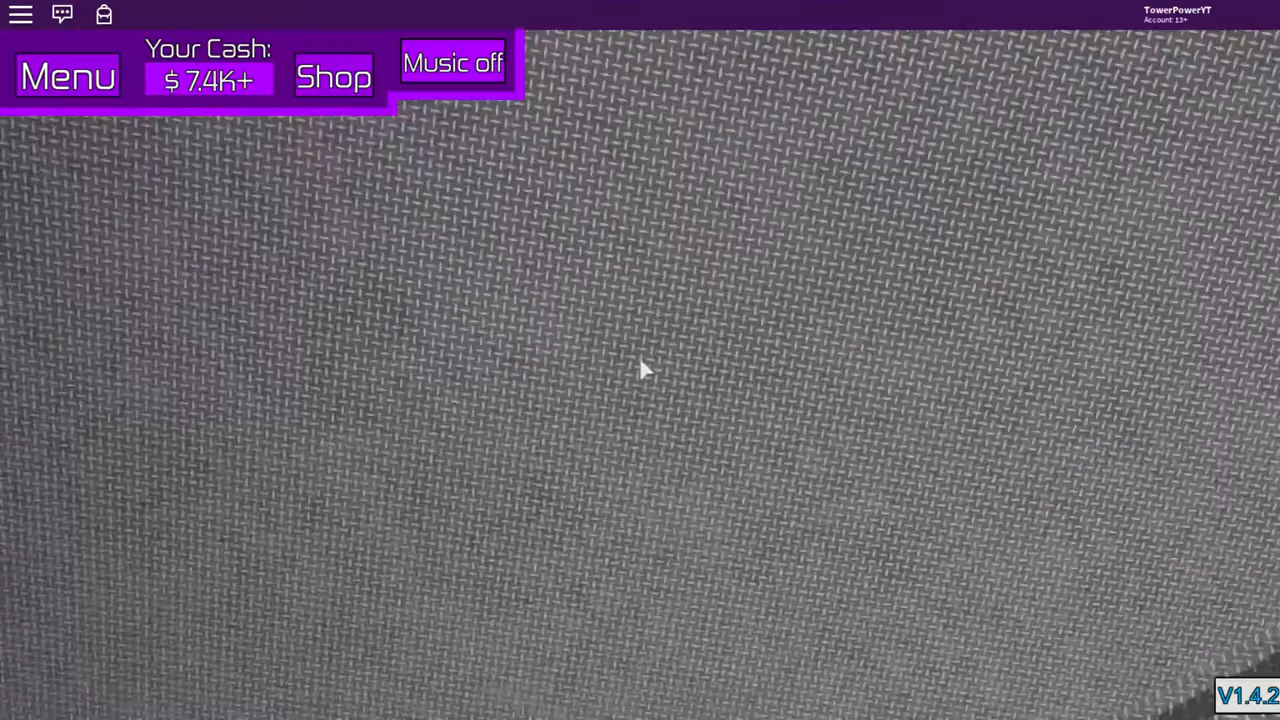 TowerPowerYT
Account: 13+
Menu
Your Cash:
$ 7.4K+
Shop
Music off
V1.4.2